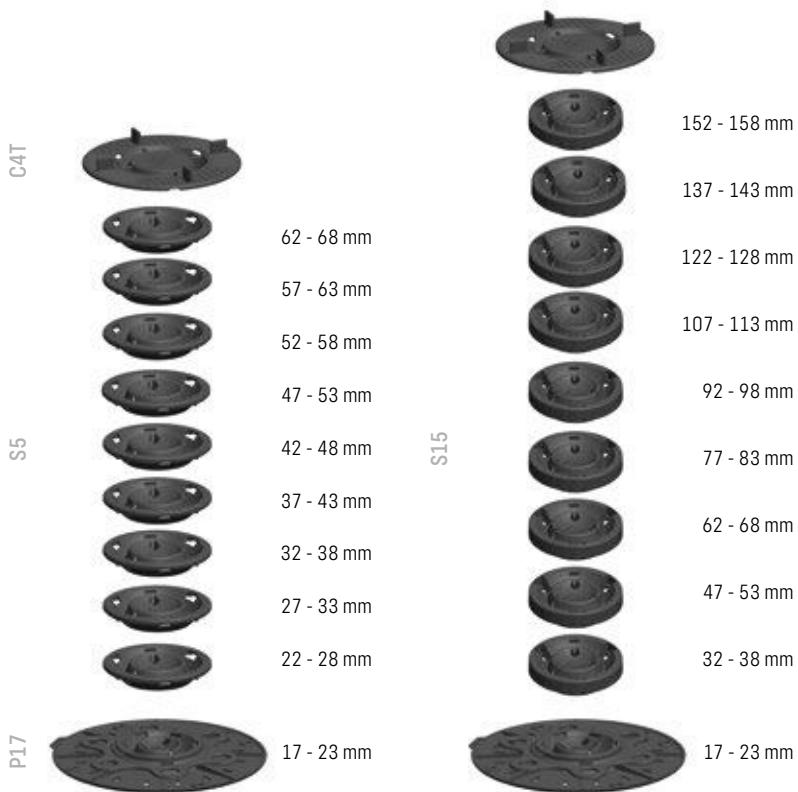 C4T
62 - 68 mm
57 - 63 mm
52 - 58 mm
47 - 53 mm
S5
42 - 48 mm
37 - 43 mm
32 - 38 mm
27 - 33 mm
22 - 28 mm
P17
17 - 23 mm
152 - 158 mm
137 - 143 mm
122 - 128 mm
107 - 113 mm
92 - 98 mm
S15
77 - 83 mm
62 - 68 mm
47 - 53 mm
32 - 38 mm
17 - 23 mm